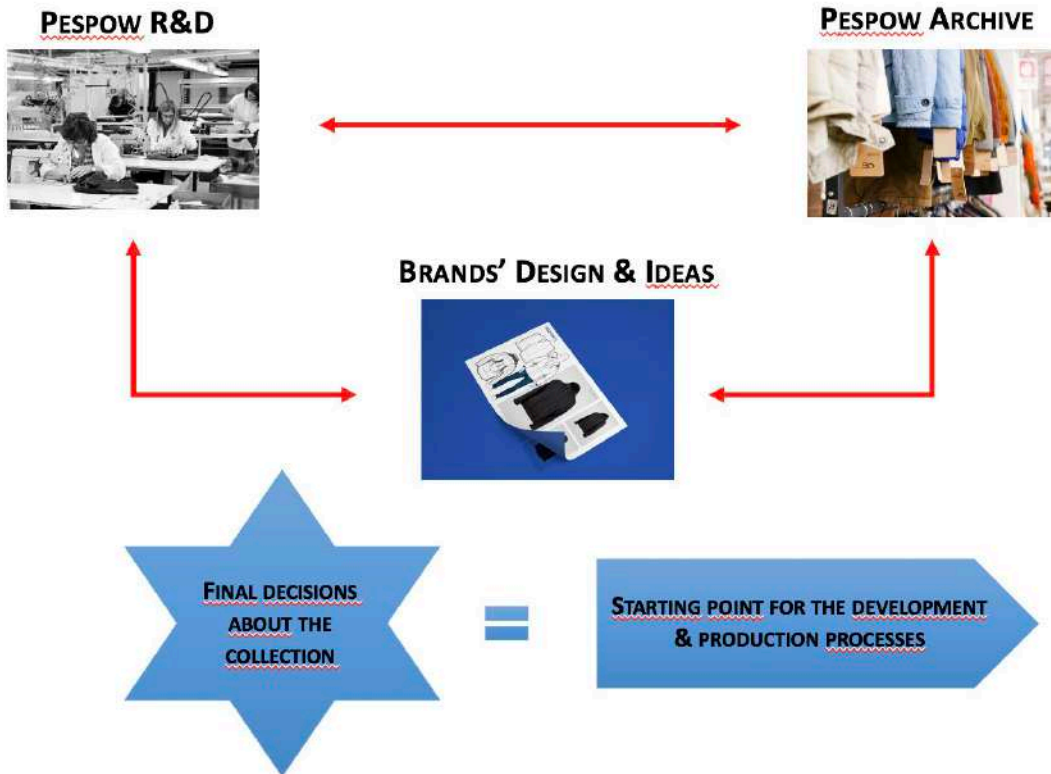 PESPOW R&D
PESPOW ARCHIVE
BRANDS' DESIGN & IDEAS
FINAL DECISIONS
ABOUT THE
COLLECTION
=
STARTING POINT FOR THE DEVELOPMENT
& PRODUCTION PROCESSES